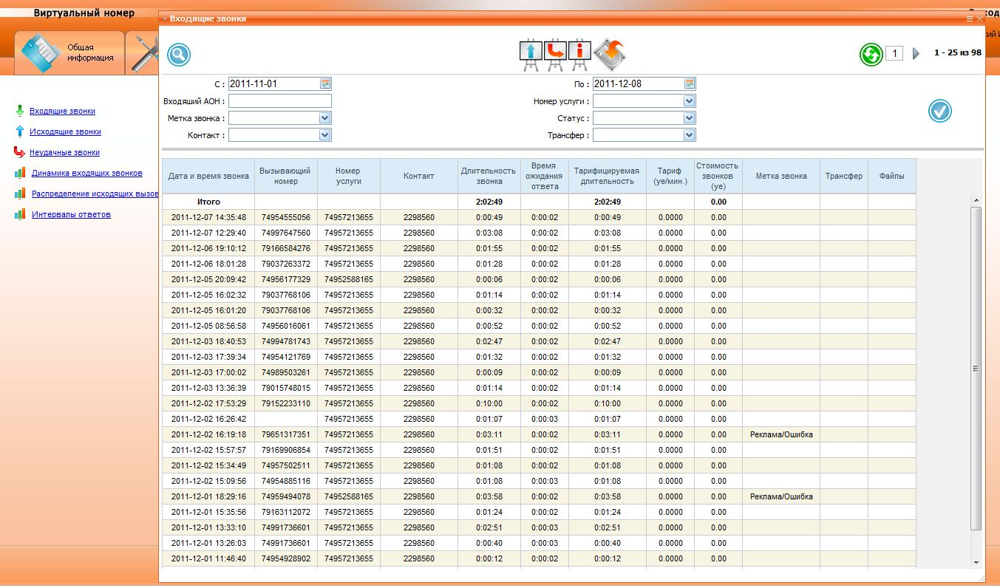 Виртуальный номер
Общая
информация
Входящие звонки
Исходящие звонки
Неудачные звонки
Динамика входящих звонков
Распределение исходящих вызов
Интервалы ответов
Входящие звонки
1
1 - 25 из 98
С : 2011-11-01
По : 2011-12-08
Входящий АОН :
Номер услуги :
Метка звонка :
Статус :
Контакт :
Трансфер :
Дата и время звонка Вызывающий номер Номер услуги Контакт Длительность звонка Время ожидания ответа Тарифицируемая длительность Тариф (уе/мин.) Стоимость звонков (уе) Метка звонка Трансфер Файлы
Итого 2:02:49 2:02:49 0.00
2011-12-07 14:35:48 74954555056 74957213655 2298560 0:00:49 0:00:02 0:00:49 0.0000 0.00
2011-12-07 12:29:40 74997647560 74957213655 2298560 0:03:08 0:00:02 0:03:08 0.0000 0.00
2011-12-06 19:10:12 79166584276 74957213655 2298560 0:01:55 0:00:02 0:01:55 0.0000 0.00
2011-12-06 18:01:28 79037263372 74957213655 2298560 0:01:28 0:00:02 0:01:28 0.0000 0.00
2011-12-05 20:09:42 74956177329 74952588165 2298560 0:00:06 0:00:02 0:00:06 0.0000 0.00
2011-12-05 16:02:32 79037768106 74957213655 2298560 0:01:14 0:00:02 0:01:14 0.0000 0.00
2011-12-05 16:01:20 79037768106 74957213655 2298560 0:00:32 0:00:02 0:00:32 0.0000 0.00
2011-12-05 08:56:58 74956016061 74957213655 2298560 0:00:52 0:00:02 0:00:52 0.0000 0.00
2011-12-03 18:40:53 74994781743 74957213655 2298560 0:02:47 0:00:02 0:02:47 0.0000 0.00
2011-12-03 17:39:34 74954121769 74957213655 2298560 0:01:32 0:00:02 0:01:32 0.0000 0.00
2011-12-03 17:00:02 74989503261 74957213655 2298560 0:00:09 0:00:02 0:00:09 0.0000 0.00
2011-12-03 13:36:39 79015748015 74957213655 2298560 0:01:14 0:00:02 0:01:14 0.0000 0.00
2011-12-02 17:53:29 79152233110 74957213655 2298560 0:10:00 0:00:02 0:10:00 0.0000 0.00
2011-12-02 16:26:42 74957213655 2298560 0:01:07 0:00:03 0:01:07 0.0000 0.00
2011-12-02 16:19:18 79651317351 74957213655 2298560 0:03:11 0:00:02 0:03:11 0.0000 0.00 Реклама/Ошибка
2011-12-02 15:57:57 79169906854 74957213655 2298560 0:01:51 0:00:02 0:01:51 0.0000 0.00
2011-12-02 15:34:49 74957502511 74957213655 2298560 0:01:08 0:00:02 0:01:08 0.0000 0.00
2011-12-02 15:09:56 74954885116 74957213655 2298560 0:01:08 0:00:03 0:01:08 0.0000 0.00
2011-12-01 18:29:16 74959494078 74952588165 2298560 0:03:58 0:00:02 0:03:58 0.0000 0.00 Реклама/Ошибка
2011-12-01 15:35:56 79163112072 74957213655 2298560 0:01:24 0:00:02 0:01:24 0.0000 0.00
2011-12-01 13:33:10 74991736601 74957213655 2298560 0:02:51 0:00:03 0:02:51 0.0000 0.00
2011-12-01 13:26:03 74991736601 74957213655 2298560 0:00:40 0:00:03 0:00:40 0.0000 0.00
2011-12-01 11:46:40 74954928902 74957213655 2298560 0:00:12 0:00:02 0:00:12 0.0000 0.00